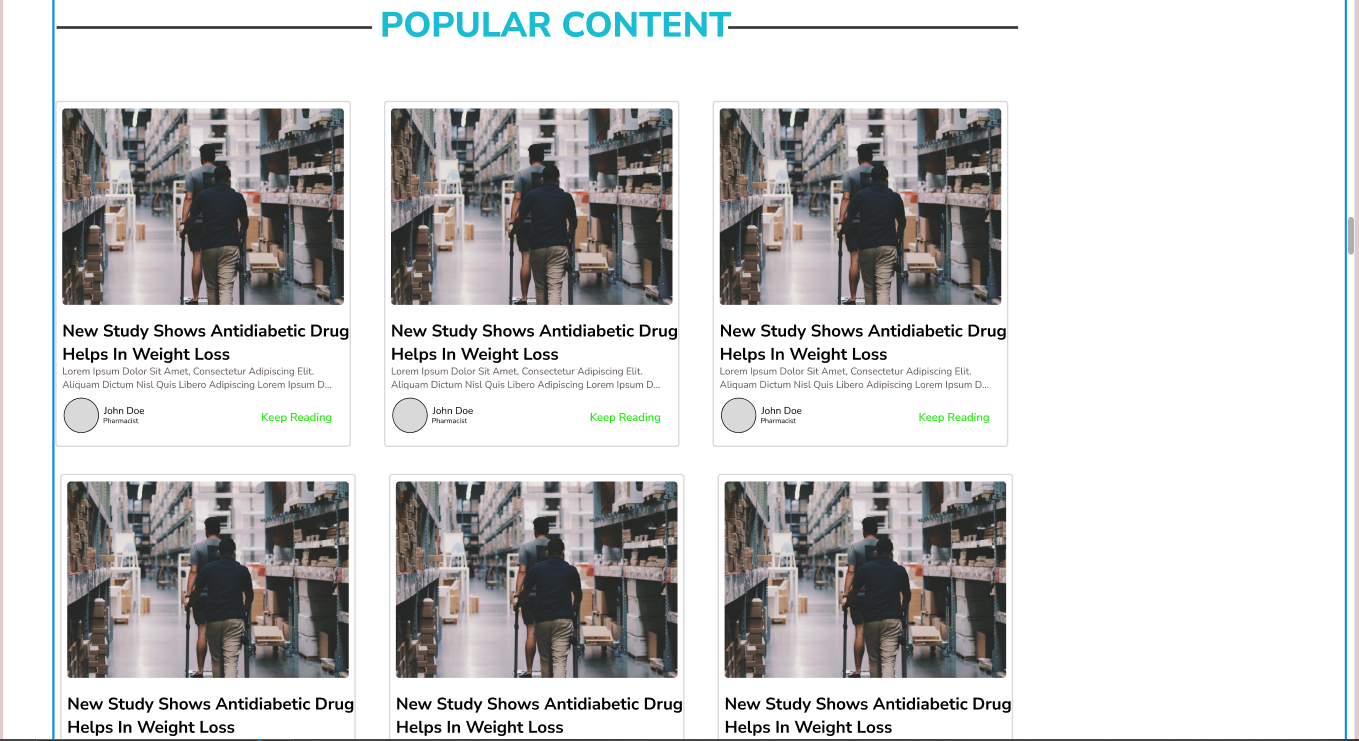 POPULAR CONTENT
New Study Shows Antidiabetic Drug
Helps In Weight Loss
Lorem Ipsum Dolor Sit Amet, Consectetur Adipiscing Elit.
Aliquam Dictum Nisl Quis Libero Adipiscing Lorem Ipsum D...
John Doe
Pharmacist
Keep Reading
New Study Shows Antidiabetic Drug
Helps In Weight Loss
Lorem Ipsum Dolor Sit Amet, Consectetur Adipiscing Elit.
Aliquam Dictum Nisl Quis Libero Adipiscing Lorem Ipsum D...
John Doe
Pharmacist
Keep Reading
New Study Shows Antidiabetic Drug
Helps In Weight Loss
Lorem Ipsum Dolor Sit Amet, Consectetur Adipiscing Elit.
Aliquam Dictum Nisl Quis Libero Adipiscing Lorem Ipsum D...
John Doe
Pharmacist
Keep Reading
New Study Shows Antidiabetic Drug
Helps In Weight Loss
New Study Shows Antidiabetic Drug
Helps In Weight Loss
New Study Shows Antidiabetic Drug
Helps In Weight Loss